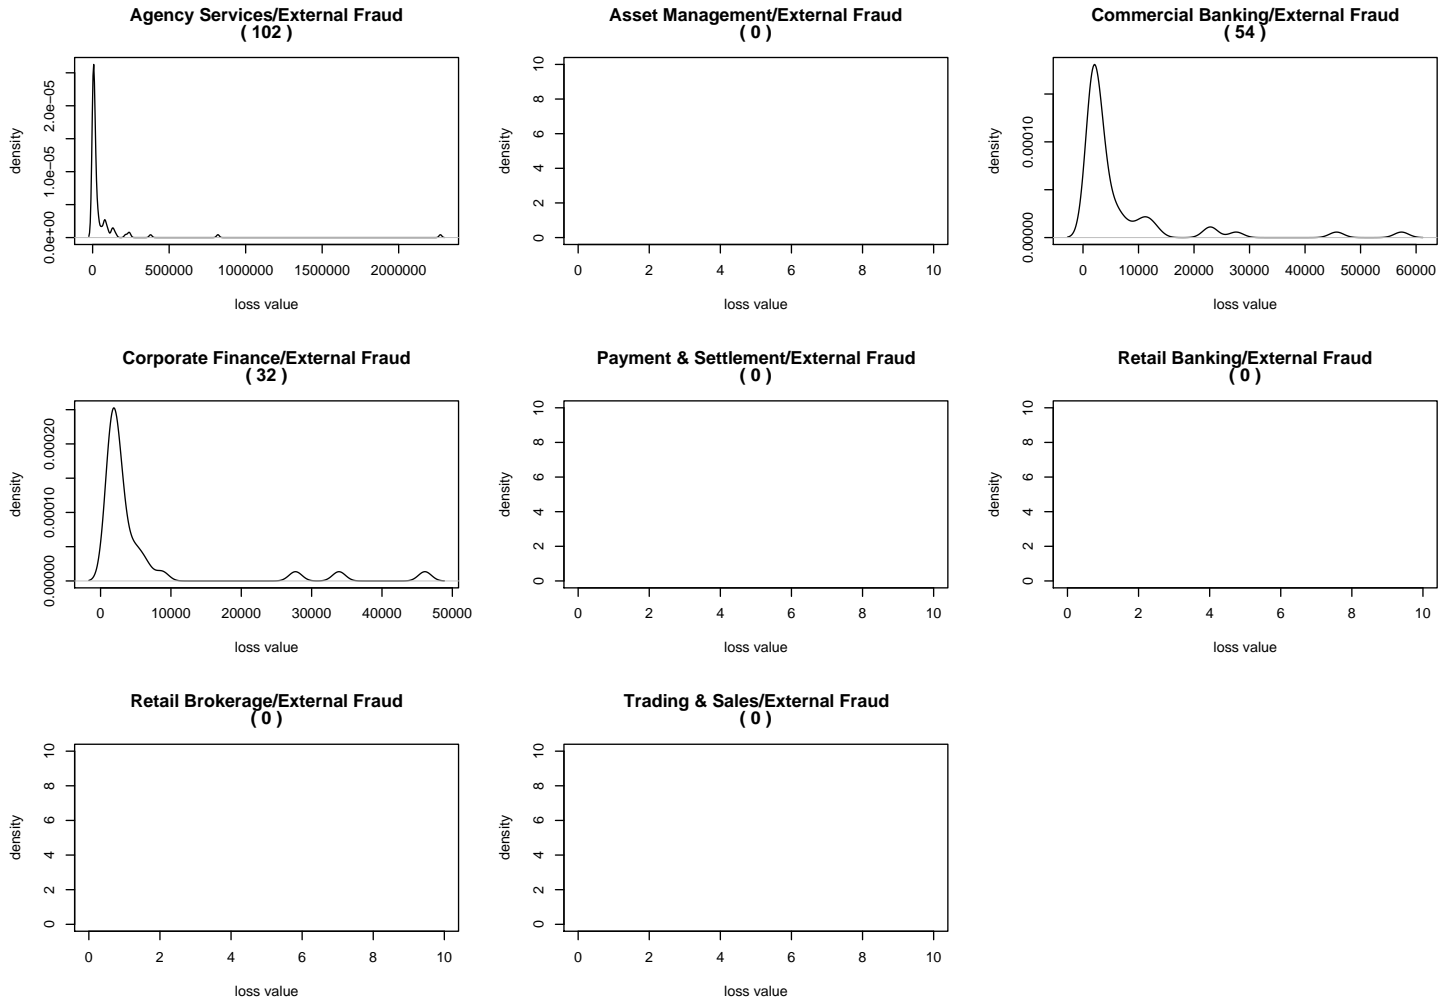 Agency Services/External Fraud
( 102 )
density
0.0e+00 1.0e-05 2.0e-05
0 500000 1000000 1500000 2000000
loss value
Asset Management/External Fraud
( 0 )
density
0 2 4 6 8 10
0 2 4 6 8 10
loss value
Commercial Banking/External Fraud
( 54 )
density
0.00000 0.00010
0 10000 20000 30000 40000 50000 60000
loss value
Corporate Finance/External Fraud
( 32 )
density
0.00000 0.00010 0.00020
0 10000 20000 30000 40000 50000
loss value
Payment & Settlement/External Fraud
( 0 )
density
0 2 4 6 8 10
0 2 4 6 8 10
loss value
Retail Banking/External Fraud
( 0 )
density
0 2 4 6 8 10
0 2 4 6 8 10
loss value
Retail Brokerage/External Fraud
( 0 )
density
0 2 4 6 8 10
0 2 4 6 8 10
loss value
Trading & Sales/External Fraud
( 0 )
density
0 2 4 6 8 10
0 2 4 6 8 10
loss value